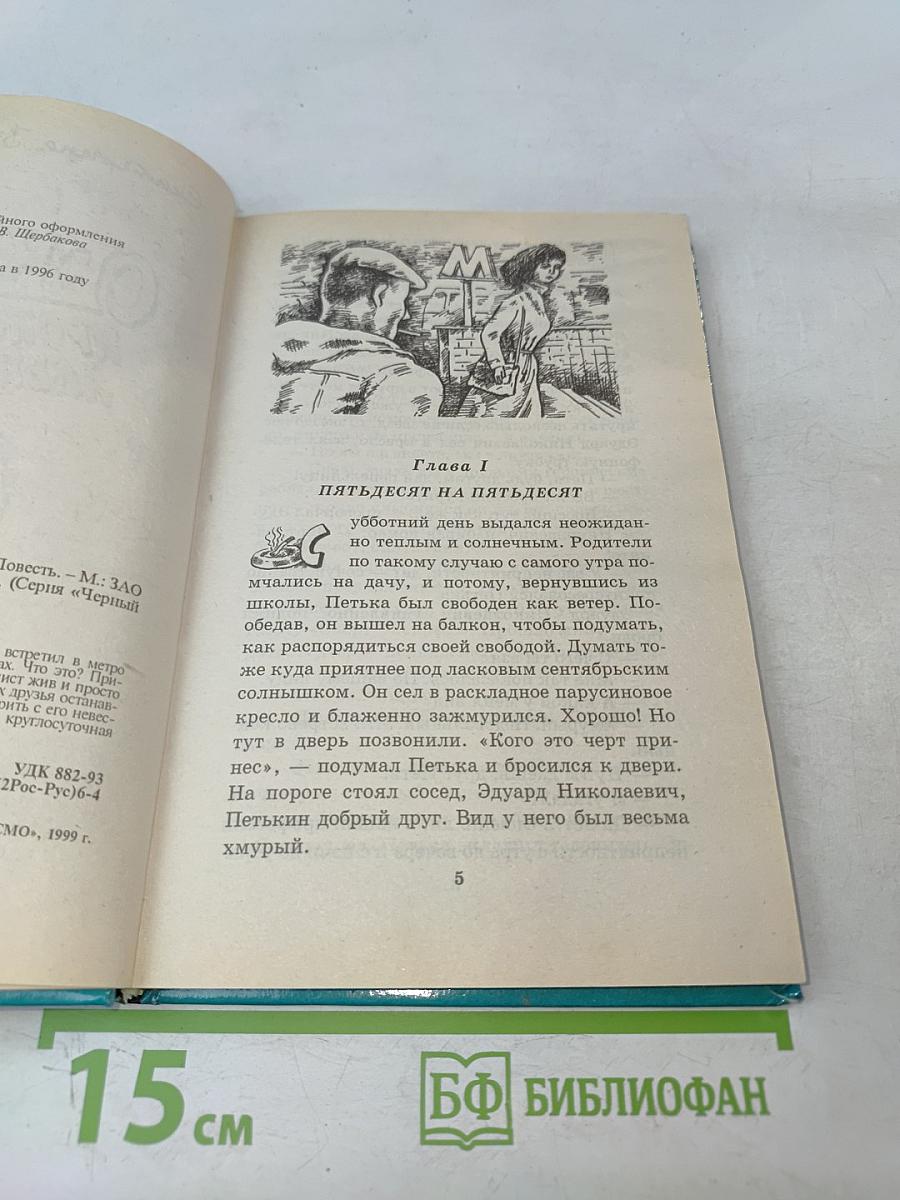 йного оформления
В. Щербакова
а в 1996 году
Повесть. – М.: ЗАО
. (Серия «Черный
встретил в метро
ах. Что это? При-
ист жив и просто
х друзья останав-
рить с его невес-
круглосуточная
УДК 882-93
2Рос-Рус)6-4
СМО», 1999 г.
М
Глава I
ПЯТЬДЕСЯТ НА ПЯТЬДЕСЯТ
Субботний день выдался неожидан-
но теплым и солнечным. Родители
по такому случаю с самого утра по-
мчались на дачу, и потому, вернувшись из
школы, Петька был свободен как ветер. По-
обедав, он вышел на балкон, чтобы подумать,
как распорядиться своей свободой. Думать то-
же куда приятнее под ласковым сентябрьским
солнышком. Он сел в раскладное парусиновое
кресло и блаженно зажмурился. Хорошо! Но
тут в дверь позвонили. «Кого это черт при-
нес», — подумал Петька и бросился к двери.
На пороге стоял сосед, Эдуард Николаевич,
Петькин добрый друг. Вид у него был весьма
хмурый.
5
15 см
БФ БИБЛИОФАН